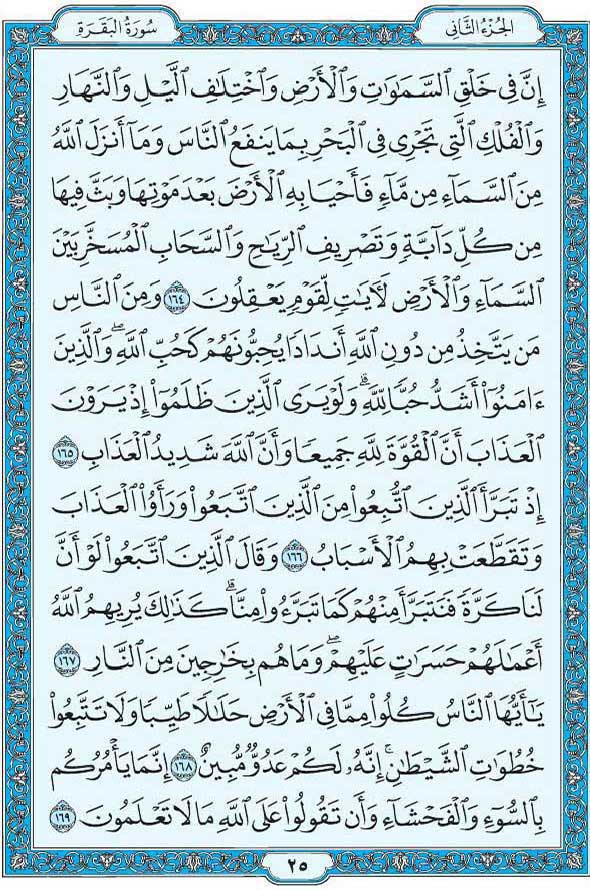 الجزء الثاني
سورة البقرة
إِنَّ فِي خَلْقِ ٱلسَّمَٰوَٰتِ وَٱلْأَرْضِ وَٱخْتِلَٰفِ ٱلَّيْلِ وَٱلنَّهَارِ
وَٱلْفُلْكِ ٱلَّتِي تَجْرِي فِي ٱلْبَحْرِ بِمَا يَنفَعُ ٱلنَّاسَ وَمَآ أَنزَلَ ٱللَّهُ
مِنَ ٱلسَّمَآءِ مِن مَّآءٍ فَأَحْيَا بِهِ ٱلْأَرْضَ بَعْدَ مَوْتِهَا وَبَثَّ فِيهَا
مِن كُلِّ دَآبَّةٍ وَتَصْرِيفِ ٱلرِّيَٰحِ وَٱلسَّحَابِ ٱلْمُسَخَّرِ بَيْنَ
ٱلسَّمَآءِ وَٱلْأَرْضِ لَأٓيَٰتٍ لِّقَوْمٍ يَعْقِلُونَ ١٦٤ وَمِنَ ٱلنَّاسِ
مَن يَتَّخِذُ مِن دُونِ ٱللَّهِ أَندَادًا يُحِبُّونَهُمْ كَحُبِّ ٱللَّهِۖ وَٱلَّذِينَ
ءَامَنُوٓا۟ أَشَدُّ حُبًّا لِّلَّهِۗ وَلَوْ يَرَى ٱلَّذِينَ ظَلَمُوٓا۟ إِذْ يَرَوْنَ
ٱلْعَذَابَ أَنَّ ٱلْقُوَّةَ لِلَّهِ جَمِيعًا وَأَنَّ ٱللَّهَ شَدِيدُ ٱلْعَذَابِ ١٦٥
إِذْ تَبَرَّأَ ٱلَّذِينَ ٱتُّبِعُوا۟ مِنَ ٱلَّذِينَ ٱتَّبَعُوا۟ وَرَأَوُا۟ ٱلْعَذَابَ
وَتَقَطَّعَتْ بِهِمُ ٱلْأَسْبَابُ ١٦٦ وَقَالَ ٱلَّذِينَ ٱتَّبَعُوا۟ لَوْ أَنَّ
لَنَا كَرَّةً فَنَتَبَرَّأَ مِنْهُمْ كَمَا تَبَرَّءُوا۟ مِنَّاۗ كَذَٰلِكَ يُرِيهِمُ ٱللَّهُ
أَعْمَٰلَهُمْ حَسَرَٰتٍ عَلَيْهِمْۖ وَمَا هُم بِخَٰرِجِينَ مِنَ ٱلنَّارِ ١٦٧
يَٰٓأَيُّهَا ٱلنَّاسُ كُلُوا۟ مِمَّا فِي ٱلْأَرْضِ حَلَٰلًا طَيِّبًا وَلَا تَتَّبِعُوا۟
خُطُوَٰتِ ٱلشَّيْطَٰنِۚ إِنَّهُۥ لَكُمْ عَدُوٌّ مُّبِينٌ ١٦٨ إِنَّمَا يَأْمُرُكُم
بِٱلسُّوٓءِ وَٱلْفَحْشَآءِ وَأَن تَقُولُوا۟ عَلَى ٱللَّهِ مَا لَا تَعْلَمُونَ ١٦٩
٢٥